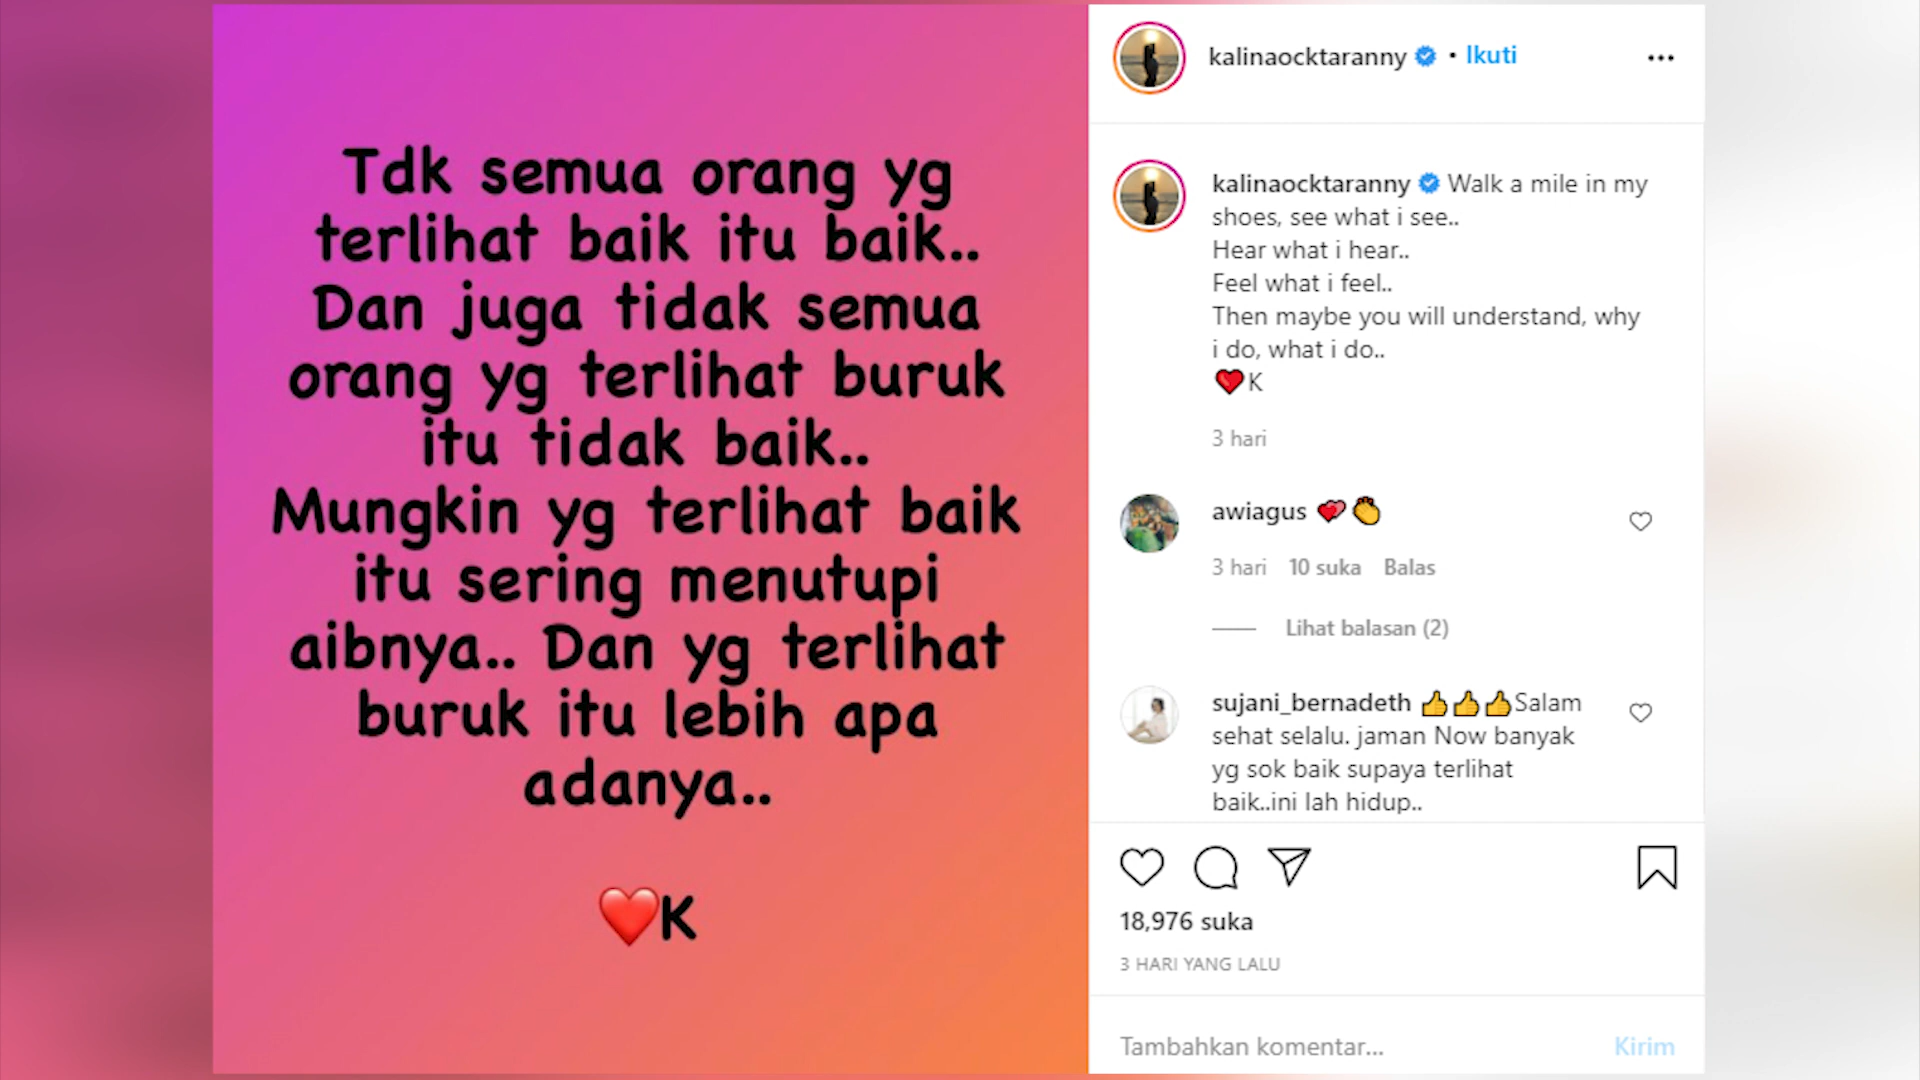 Tdk semua orang yg
terlihat baik itu baik..
Dan juga tidak semua
orang yg terlihat buruk
itu tidak baik..
Mungkin yg terlihat baik
itu sering menutupi
aibnya.. Dan yg terlihat
buruk itu lebih apa
adanya..
❤️K
kalinaocktaranny • Ikuti
kalinaocktaranny Walk a mile in my
shoes, see what i see..
Hear what i hear..
Feel what i feel..
Then maybe you will understand, why
i do, what i do..
❤️K
3 hari
awiagus 💕👏
3 hari 10 suka Balas
Lihat balasan (2)
sujani_bernadeth 👍👍👍Salam
sehat selalu. jaman Now banyak
yg sok baik supaya terlihat
baik..ini lah hidup..
18,976 suka
3 HARI YANG LALU
Tambahkan komentar...
Kirim